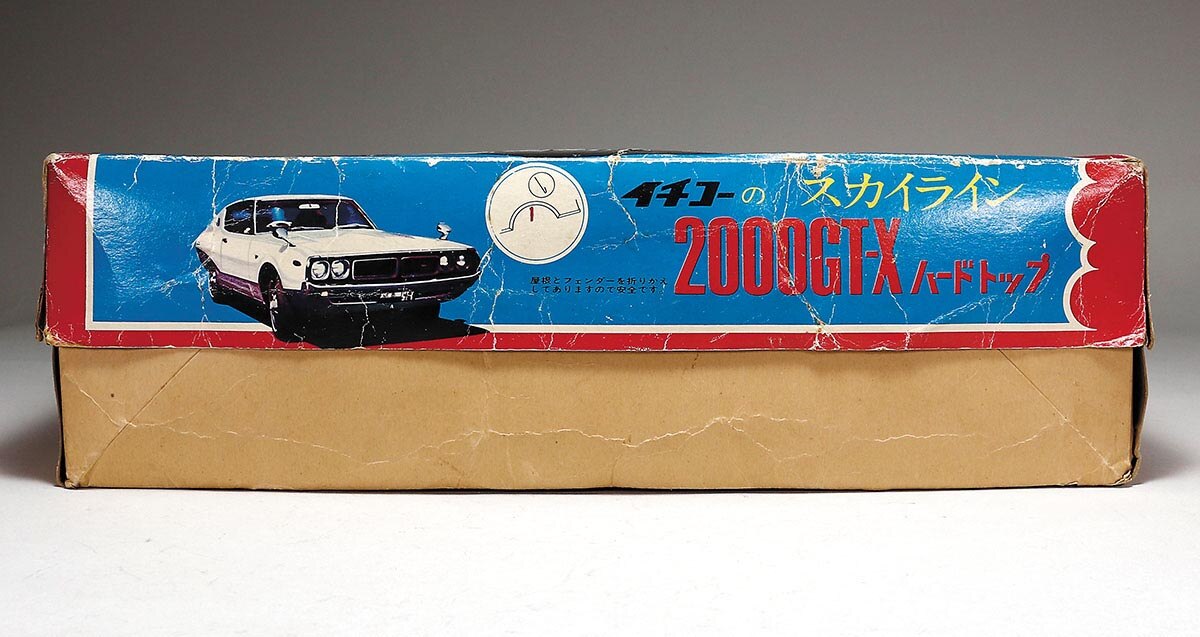 イチコーの スカイライン
2000GT-X ハードトップ
屋根とフェンダーを折りかえ
してありますので安全です